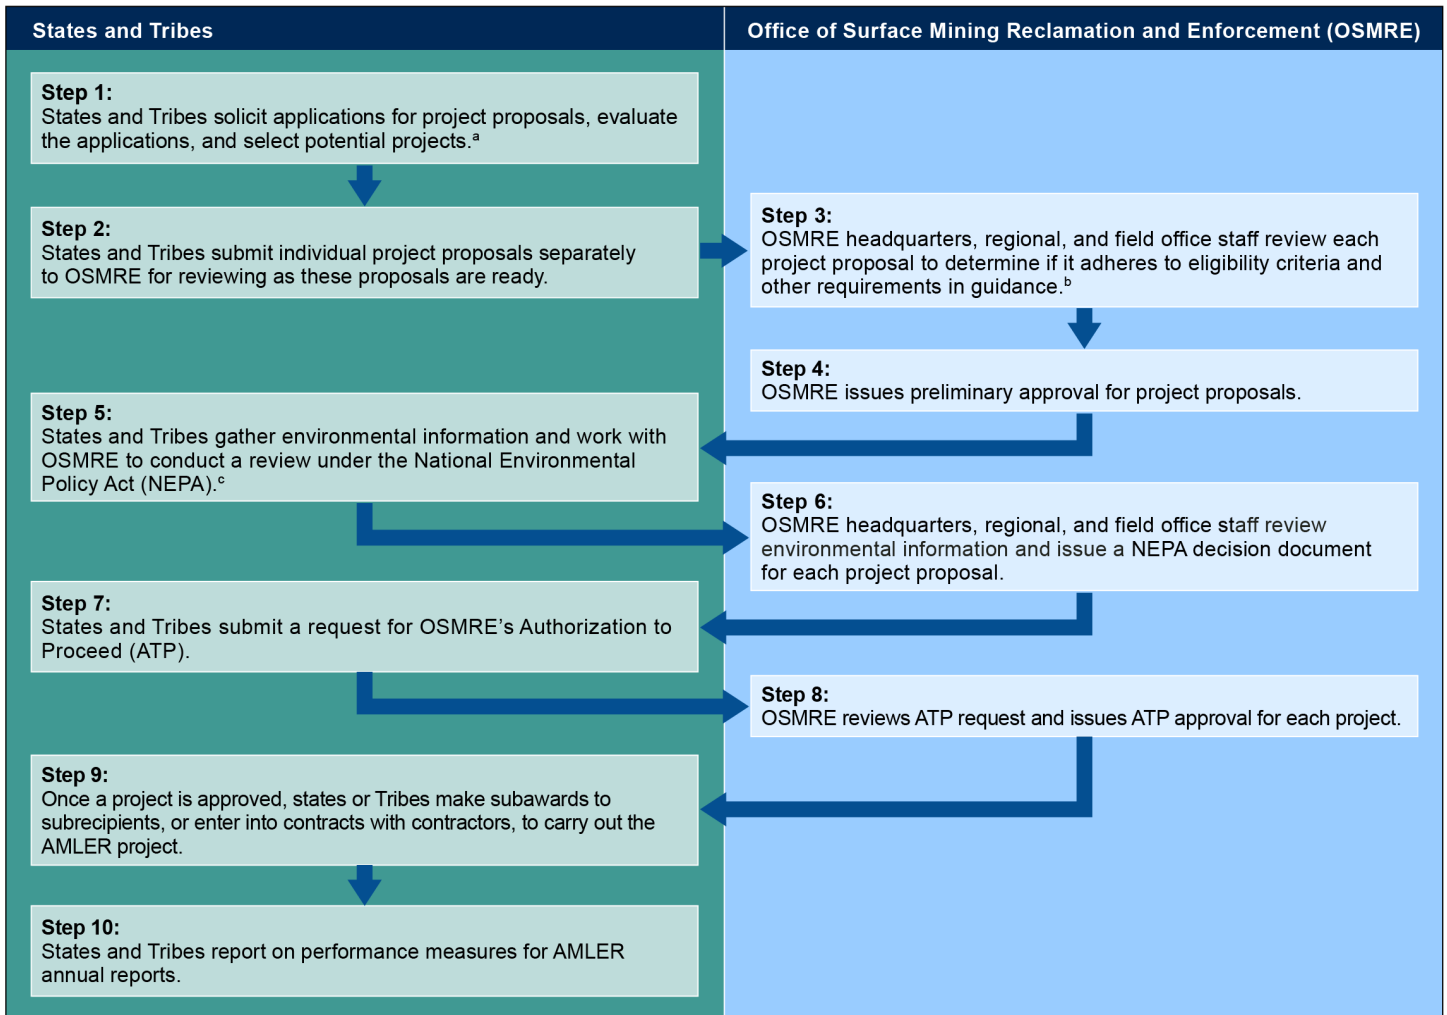 States and Tribes
Office of Surface Mining Reclamation and Enforcement (OSMRE)
Step 1:
States and Tribes solicit applications for project proposals, evaluate
the applications, and select potential projects.a
Step 2:
States and Tribes submit individual project proposals separately
to OSMRE for reviewing as these proposals are ready.
Step 3:
OSMRE headquarters, regional, and field office staff review each
project proposal to determine if it adheres to eligibility criteria and
other requirements in guidance.b
Step 4:
OSMRE issues preliminary approval for project proposals.
Step 5:
States and Tribes gather environmental information and work with
OSMRE to conduct a review under the National Environmental
Policy Act (NEPA).c
Step 6:
OSMRE headquarters, regional, and field office staff review
environmental information and issue a NEPA decision document
for each project proposal.
Step 7:
States and Tribes submit a request for OSMRE’s Authorization to
Proceed (ATP).
Step 8:
OSMRE reviews ATP request and issues ATP approval for each project.
Step 9:
Once a project is approved, states or Tribes make subawards to
subrecipients, or enter into contracts with contractors, to carry out the
AMLER project.
Step 10:
States and Tribes report on performance measures for AMLER
annual reports.